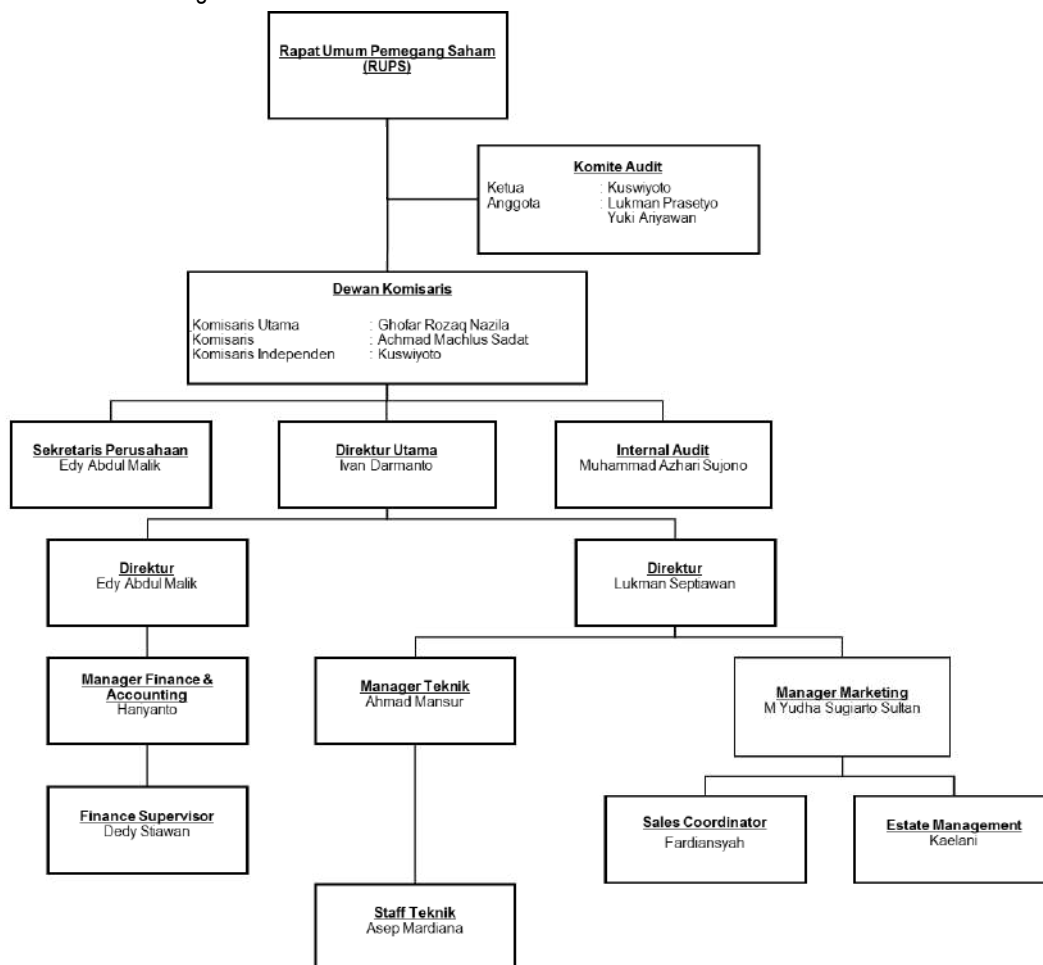 Rapat Umum Pemegang Saham
(RUPS)
Komite Audit
Ketua : Kuswiyoto
Anggota : Lukman Prasetyo
Yuki Ariyawan
Dewan Komisaris
Komisaris Utama : Ghofar Rozaq Nazila
Komisaris : Achmad Machlus Sadat
Komisaris Independen : Kuswiyoto
Sekretaris Perusahaan
Edy Abdul Malik
Direktur Utama
Ivan Darmanto
Internal Audit
Muhammad Azhari Sujono
Direktur
Edy Abdul Malik
Direktur
Lukman Septiawan
Manager Finance &
Accounting
Hariyanto
Manager Teknik
Ahmad Mansur
Manager Marketing
M Yudha Sugiarto Sultan
Finance Supervisor
Dedy Stiawan
Sales Coordinator
Fardiansyah
Estate Management
Kaelani
Staff Teknik
Asep Mardiana